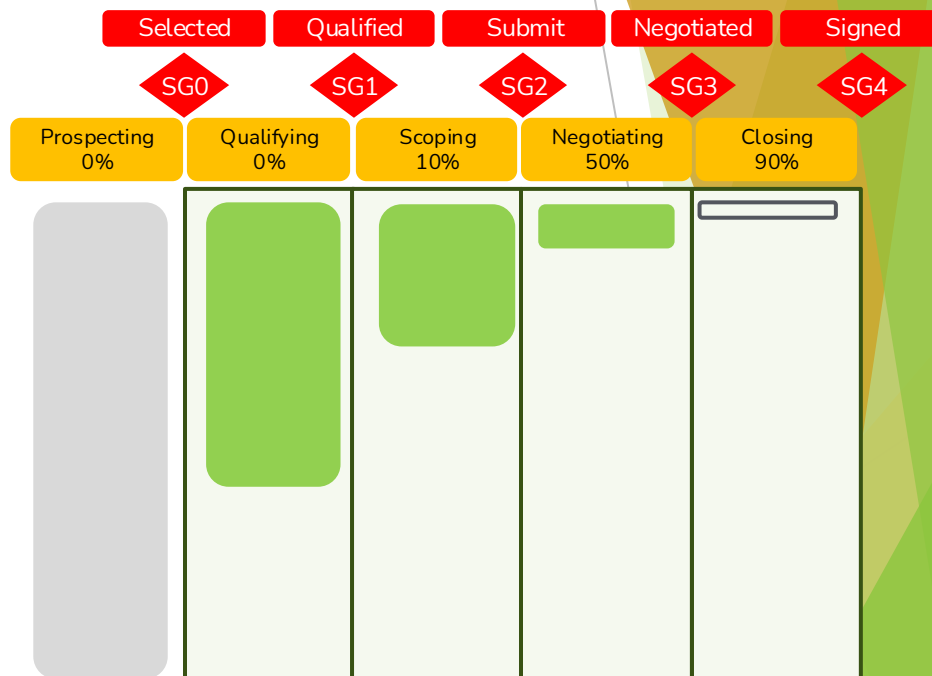 Selected
Qualified
Submit
Negotiated
Signed
SG0
SG1
SG2
SG3
SG4
Prospecting
0%
Qualifying
0%
Scoping
10%
Negotiating
50%
Closing
90%